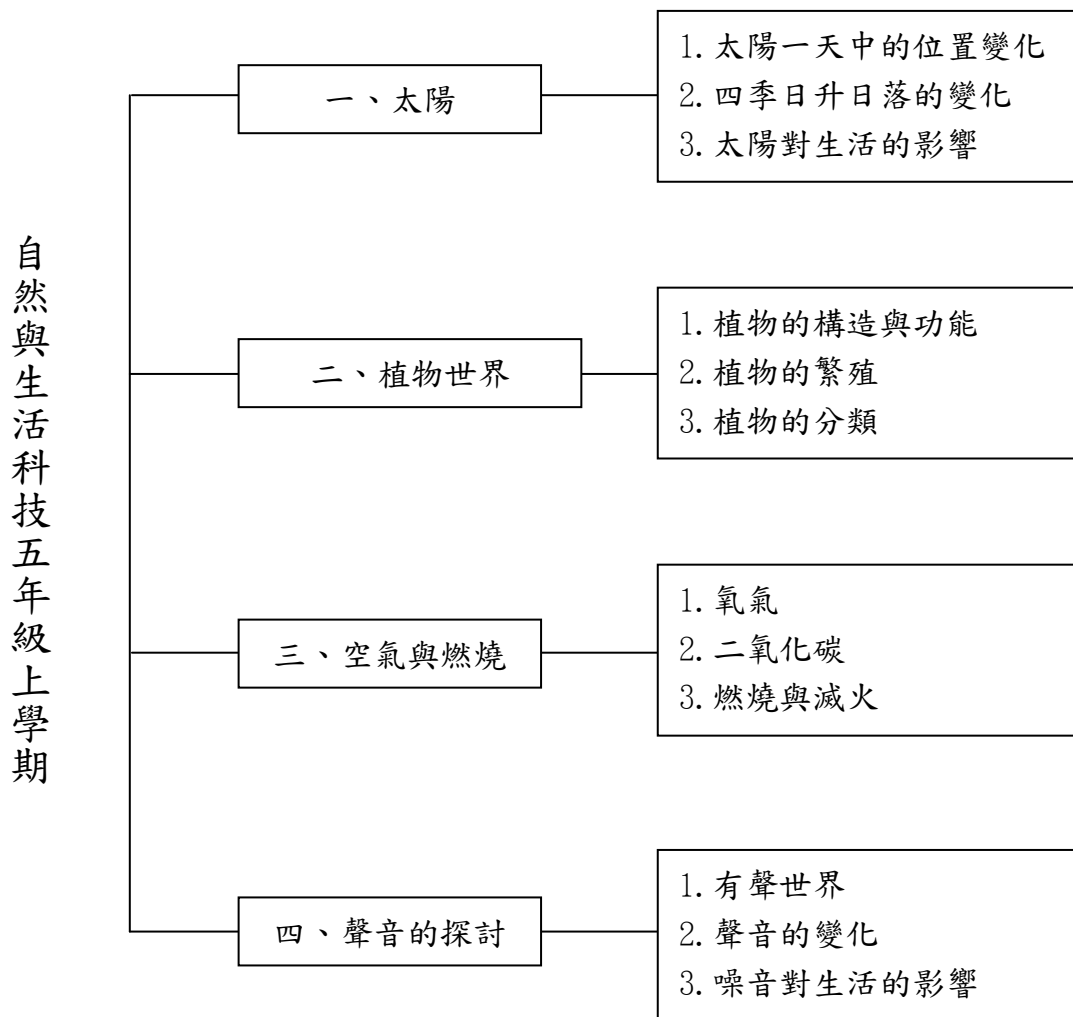 自然與生活科技五年級上學期
一、太陽
1. 太陽一天中的位置變化
2. 四季日升日落的變化
3. 太陽對生活的影響
二、植物世界
1. 植物的構造與功能
2. 植物的繁殖
3. 植物的分類
三、空氣與燃燒
1. 氧氣
2. 二氧化碳
3. 燃燒與滅火
四、聲音的探討
1. 有聲世界
2. 聲音的變化
3. 噪音對生活的影響